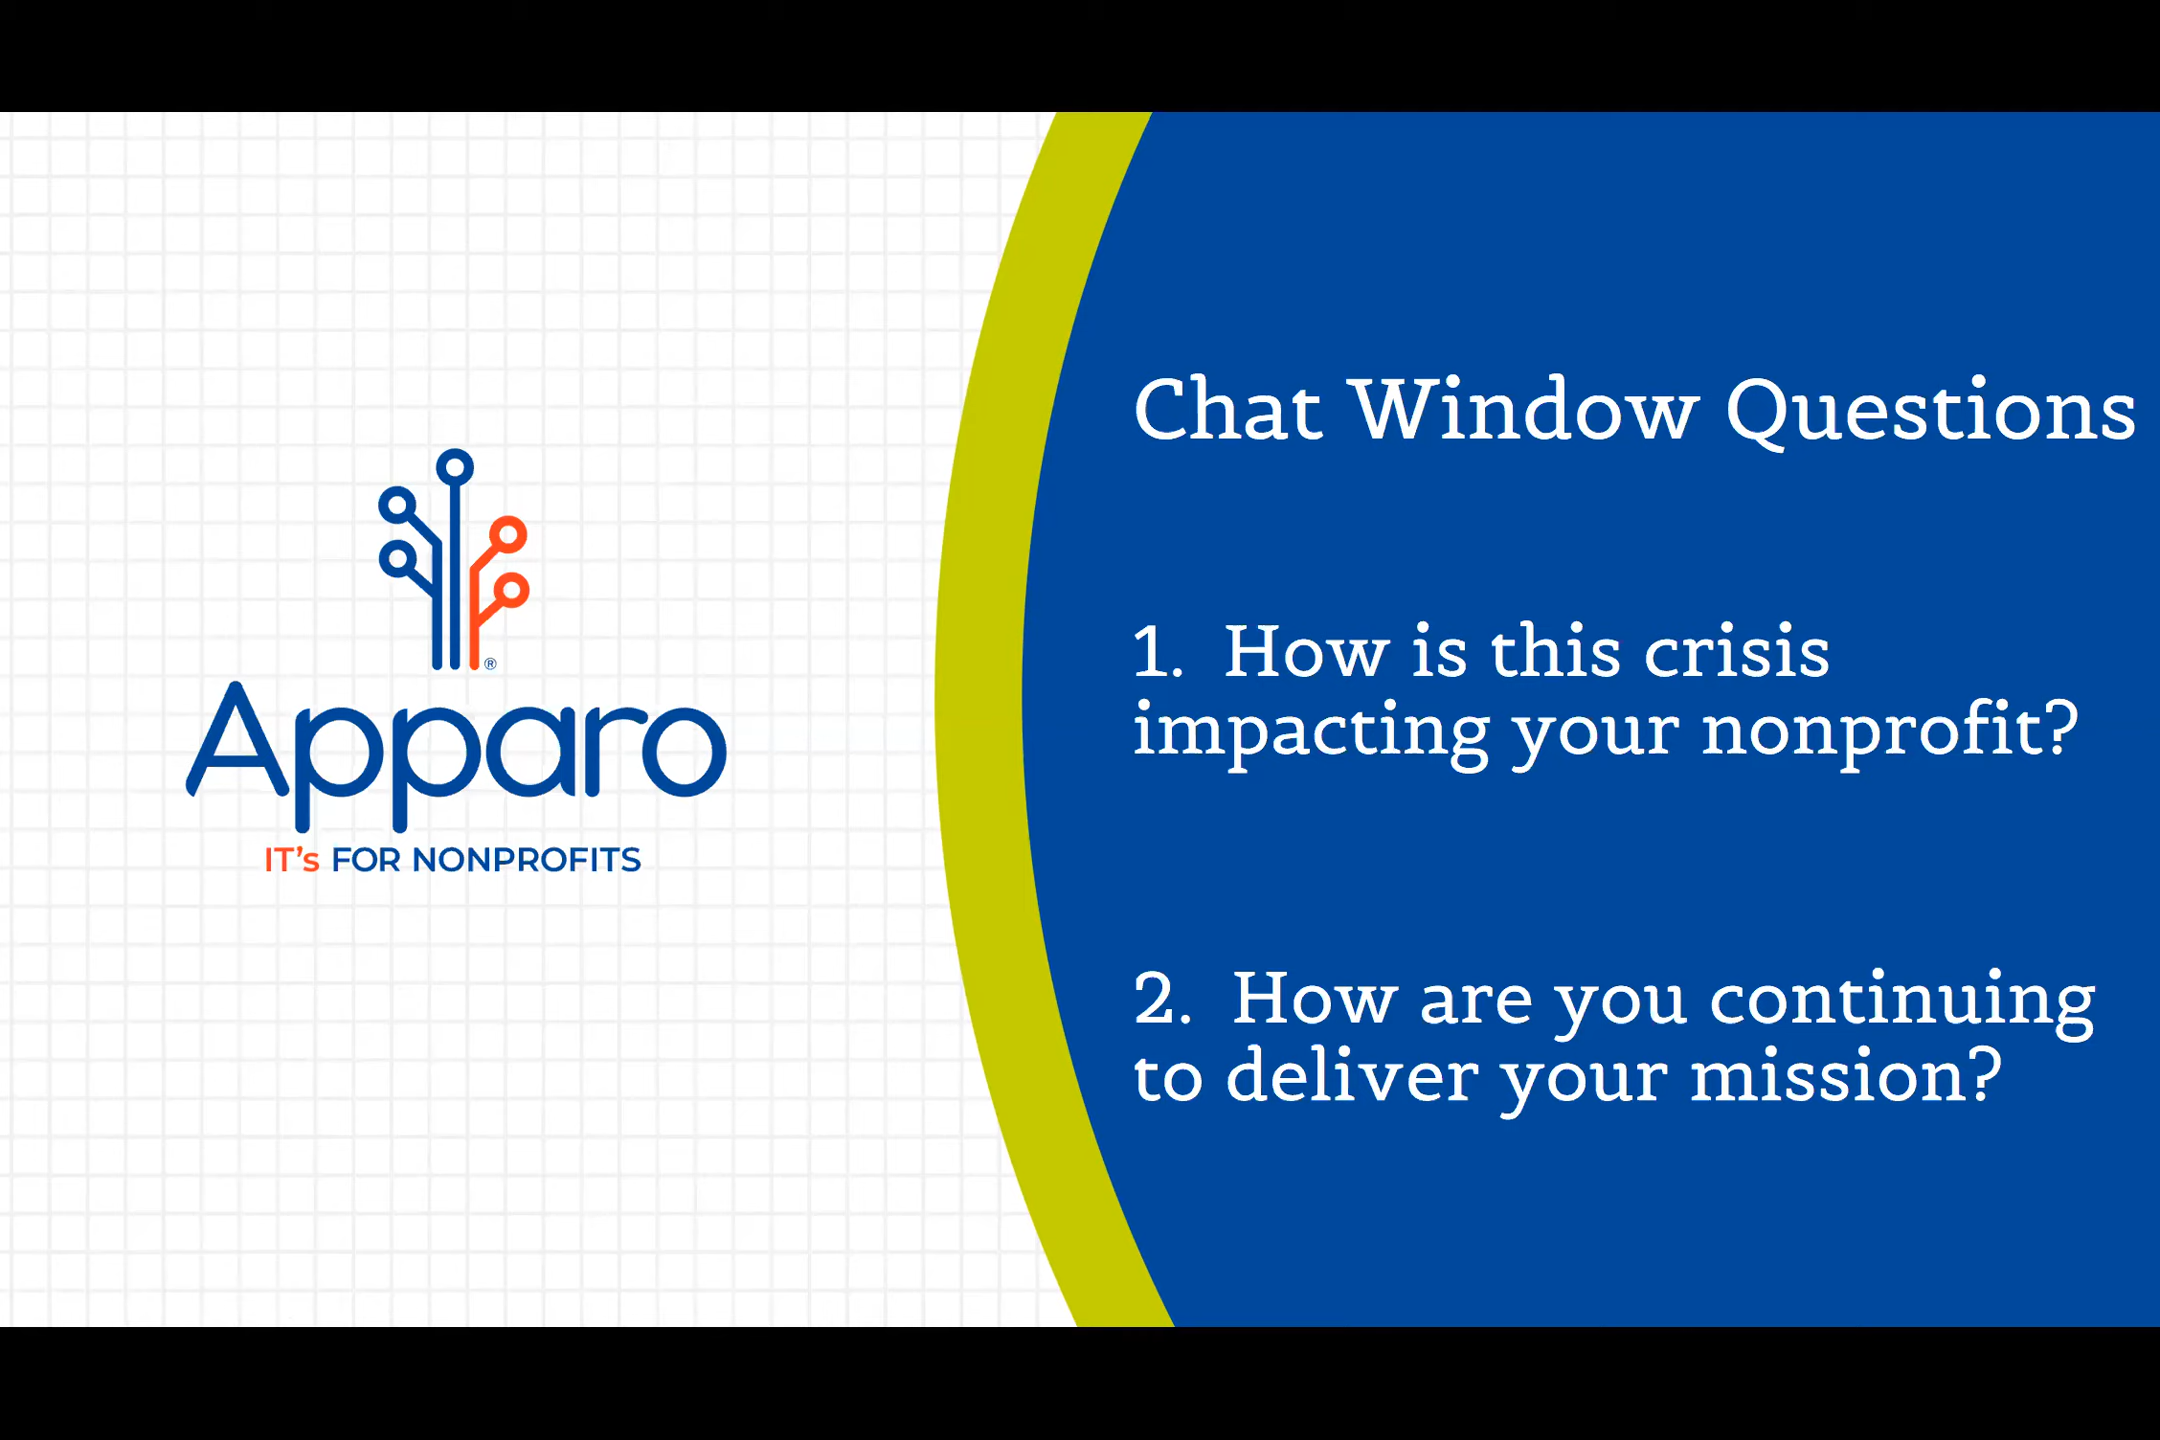 ®
Apparo
IT's FOR NONPROFITS
Chat Window Questions
1. How is this crisis
impacting your nonprofit?
2. How are you continuing
to deliver your mission?